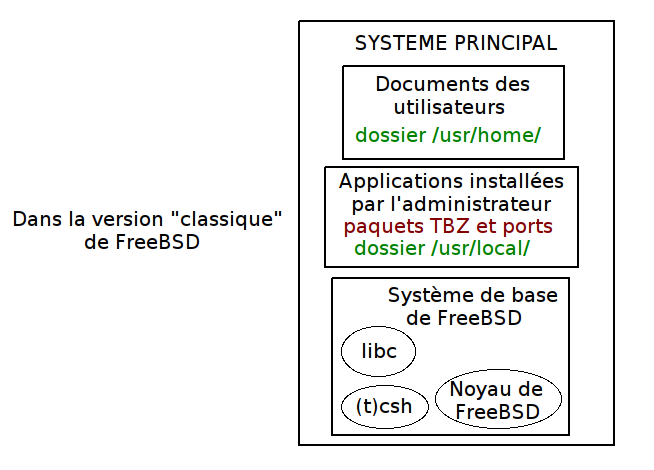 Dans la version "classique"
de FreeBSD
SYSTEME PRINCIPAL
Documents des
utilisateurs
dossier /usr/home/
Applications installées
par l'administrateur
paquets TBZ et ports
dossier /usr/local/
Système de base
de FreeBSD
libc
(t)csh
Noyau de
FreeBSD